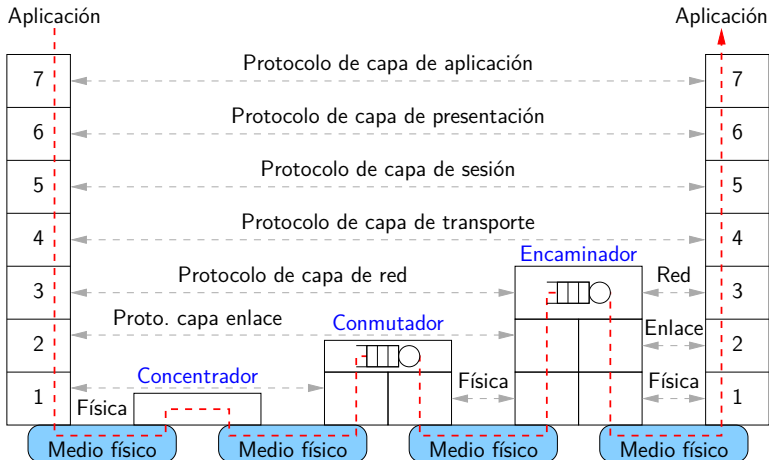 Aplicación Aplicación
7 Protocolo de capa de aplicación 7
6 Protocolo de capa de presentación 6
5 Protocolo de capa de sesión 5
4 Protocolo de capa de transporte 4
Encaminador
3 Protocolo de capa de red Red 3
Proto. capa enlace Conmutador Enlace
2 2
Concentrador Física Física
1 Física 1
Medio físico Medio físico Medio físico Medio físico